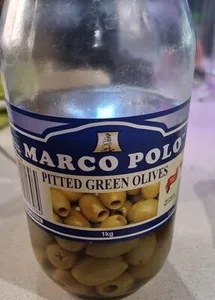 MARCO POLO
PITTED GREEN OLIVES
1kg